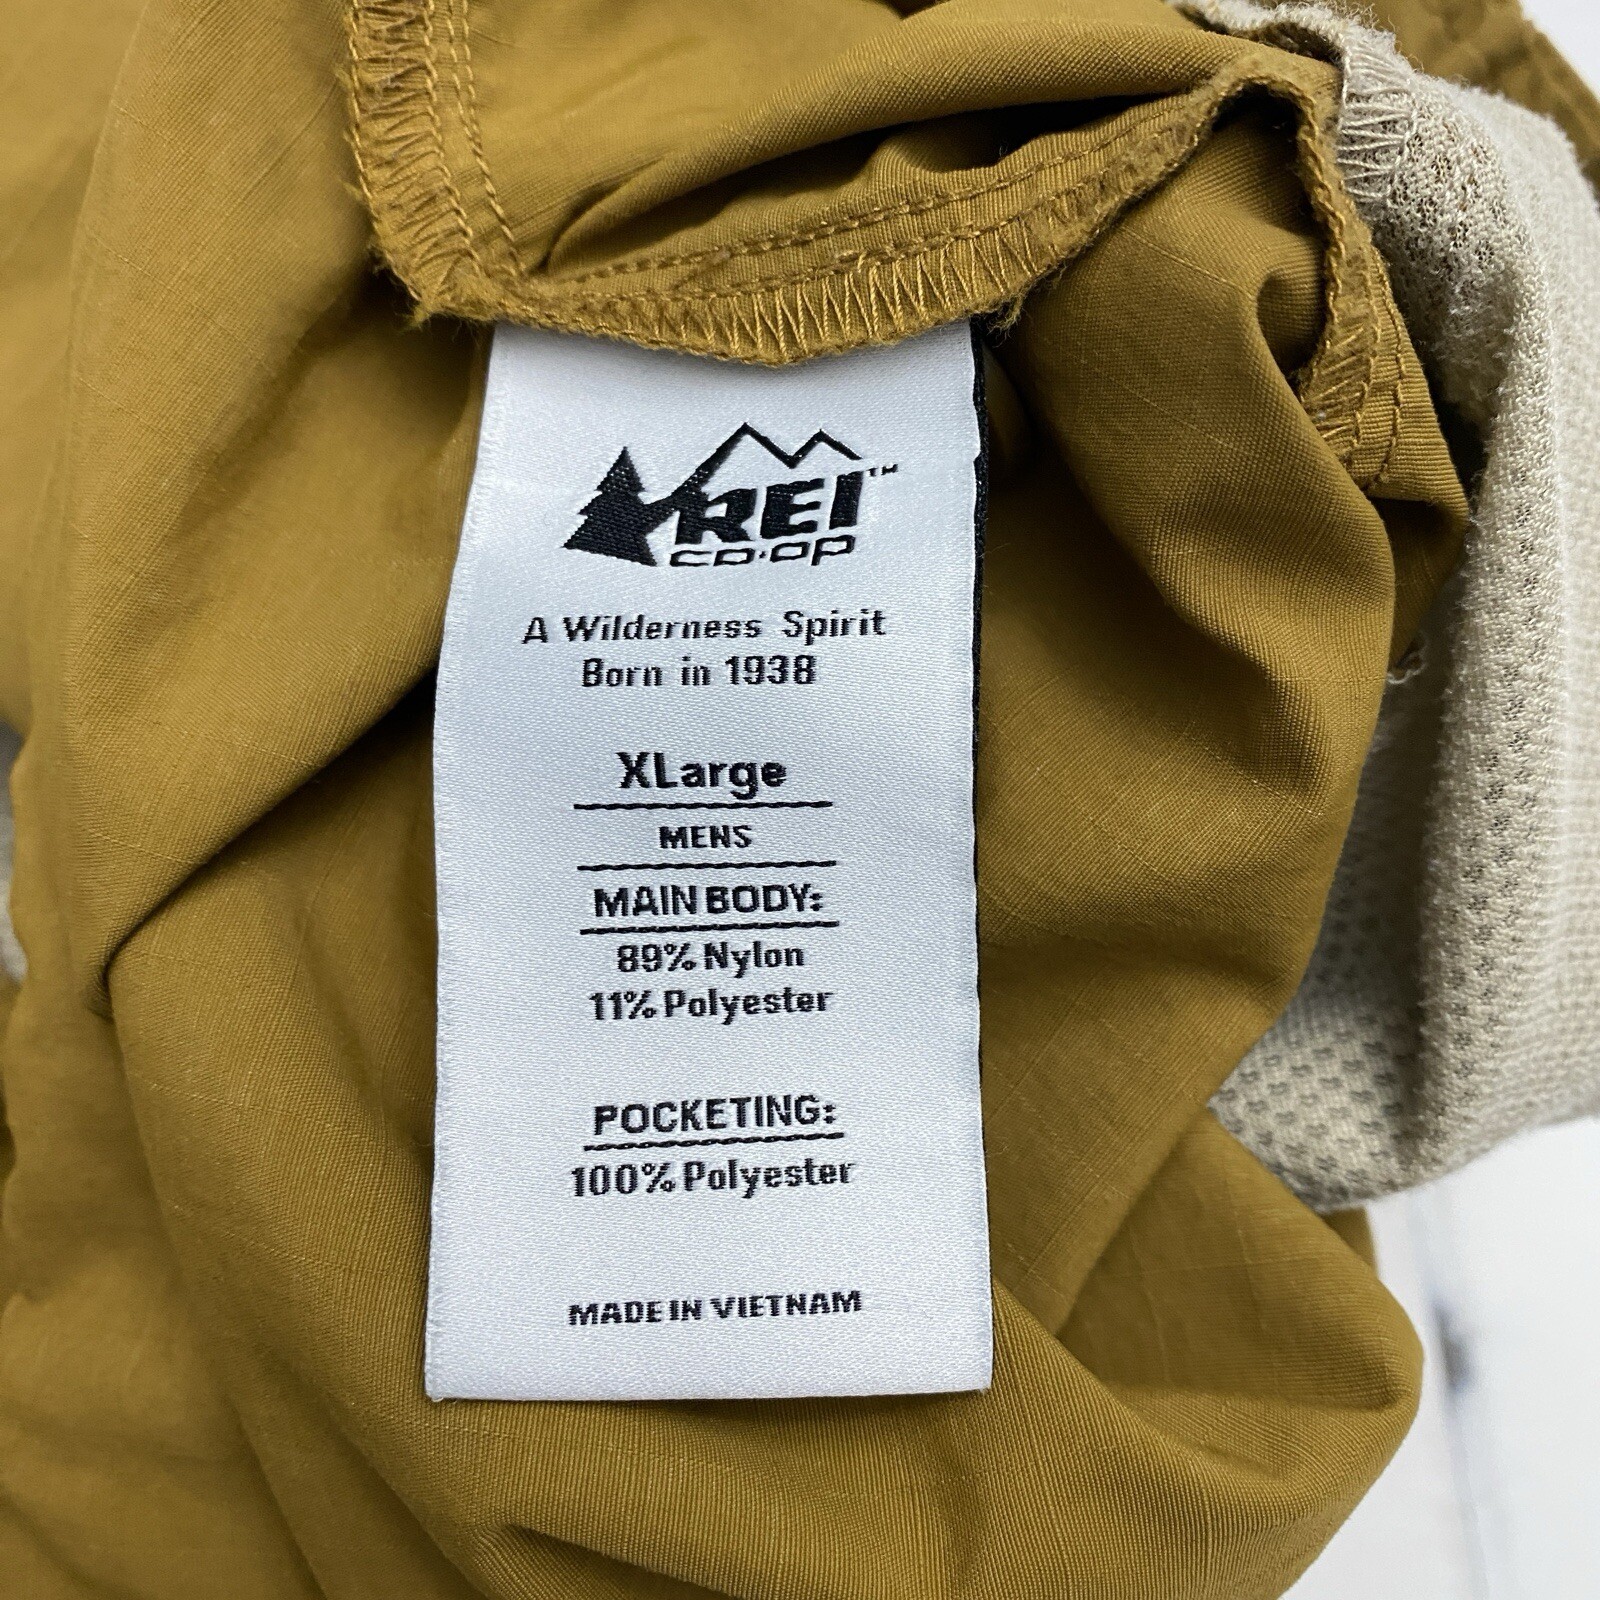 REI™
co·op
A Wilderness Spirit
Born in 1938
XLarge
MENS
MAIN BODY:
89% Nylon
11% Polyester
POCKETING:
100% Polyester
MADE IN VIETNAM